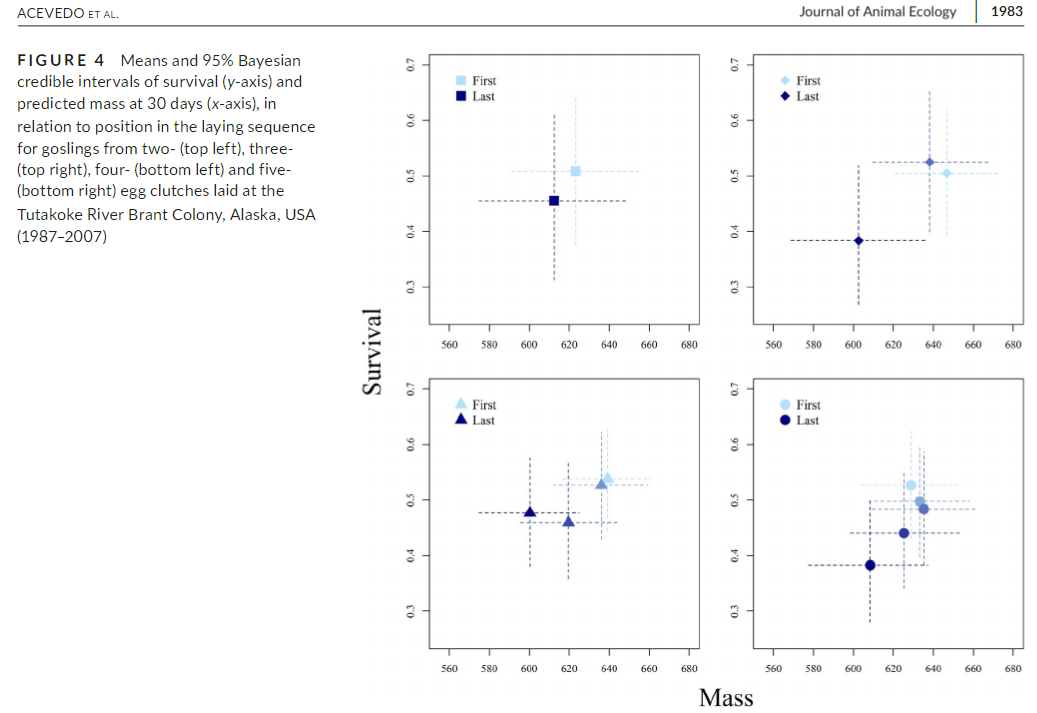 ACEVEDO ET AL.
Journal of Animal Ecology 1983
FIGURE 4 Means and 95% Bayesian
credible intervals of survival (y-axis) and
predicted mass at 30 days (x-axis), in
relation to position in the laying sequence
for goslings from two- (top left), three-
(top right), four- (bottom left) and five-
(bottom right) egg clutches laid at the
Tutakoke River Brant Colony, Alaska, USA
(1987–2007)
Survival
0.7
0.6
0.5
0.4
0.3
First
Last
560 580 600 620 640 660 680
0.7
0.6
0.5
0.4
0.3
First
Last
560 580 600 620 640 660 680
0.7
0.6
0.5
0.4
0.3
First
Last
560 580 600 620 640 660 680
0.7
0.6
0.5
0.4
0.3
First
Last
560 580 600 620 640 660 680
Mass